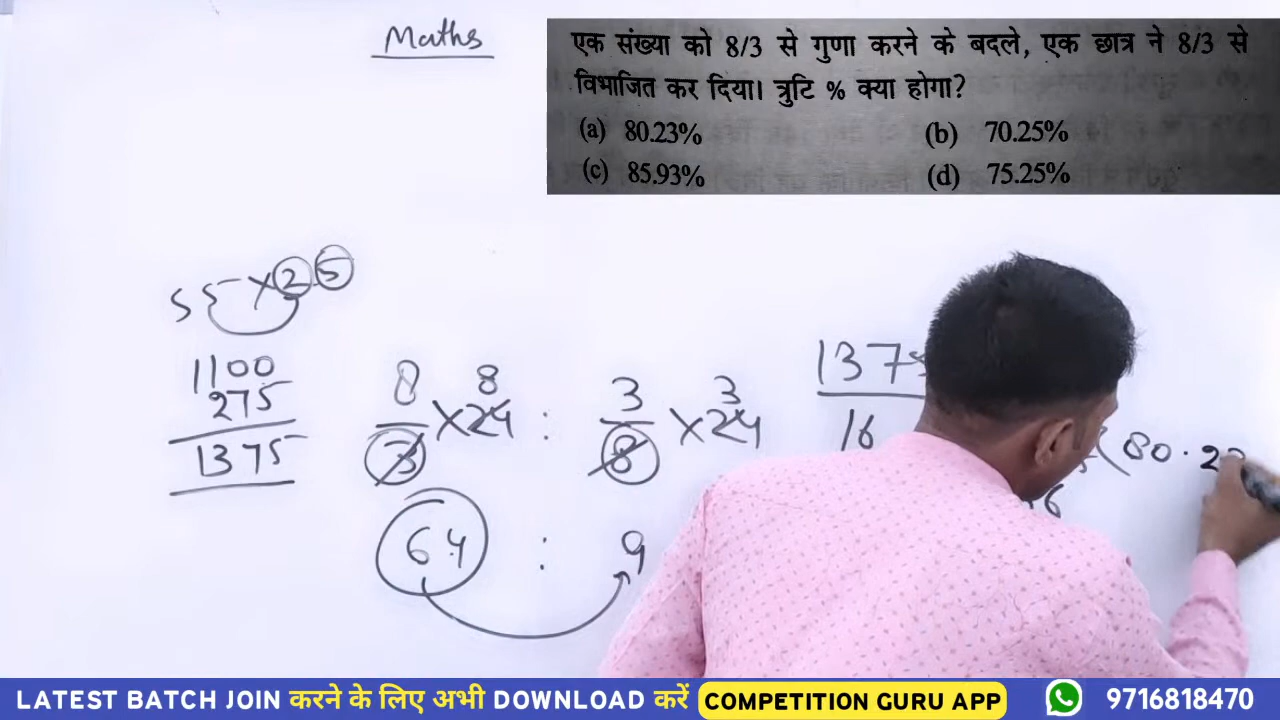 Maths
एक संख्या को 8/3 से गुणा करने के बदले, एक छात्र ने 8/3 से
विभाजित कर दिया। त्रुटि % क्या होगा?
(a) 80.23% (b) 70.25%
(c) 85.93% (d) 75.25%
55 × 25
1100
275
1375
8/3 × 24 8 : 3/8 × 24 3
64 : 9
1375
16
80.2
LATEST BATCH JOIN करने के लिए अभी DOWNLOAD करें COMPETITION GURU APP 9716818470